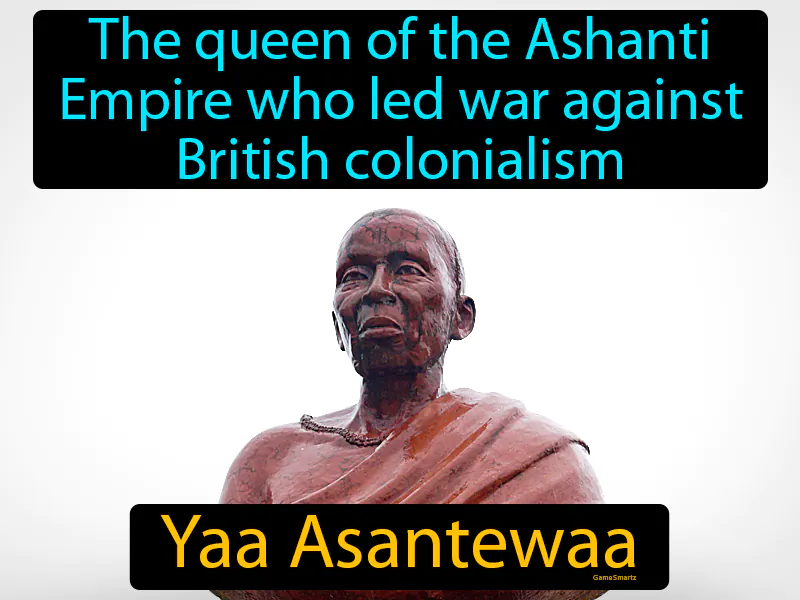 The queen of the Ashanti
Empire who led war against
British colonialism
Yaa Asantewaa
GameSmartz